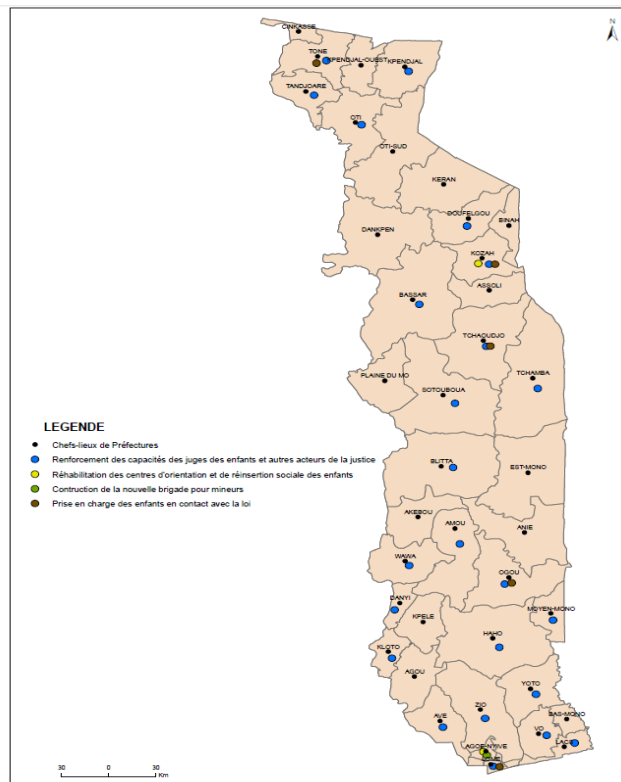 N
CINKASSE
TONE
KPENDJAL-OUEST
KPENDJAL
TANDJOARE
OTI
OTI-SUD
KERAN
DOUFELGOU
BINAH
DANKPEN
KOZAH
ASSOLI
BASSAR
TCHAOUDJO
TCHAMBA
PLAINE DU MO
SOTOUBOUA
LEGENDE
Chefs-lieux de Préfectures
Renforcement des capacités des juges des enfants et autres acteurs de la justice
Réhabilitation des centres d'orientation et de réinsertion sociale des enfants
Contruction de la nouvelle brigade pour mineurs
Prise en charge des enfants en contact avec la loi
BLITTA
EST-MONO
AKEBOU
AMOU
ANIE
WAWA
OGOU
DANYI
MOYEN-MONO
KPELE
HAHO
KLOTO
AGOU
YOTO
ZIO
BAS-MONO
AVE
VO
LACS
AGOE-NYIVE
30 0 30
Km